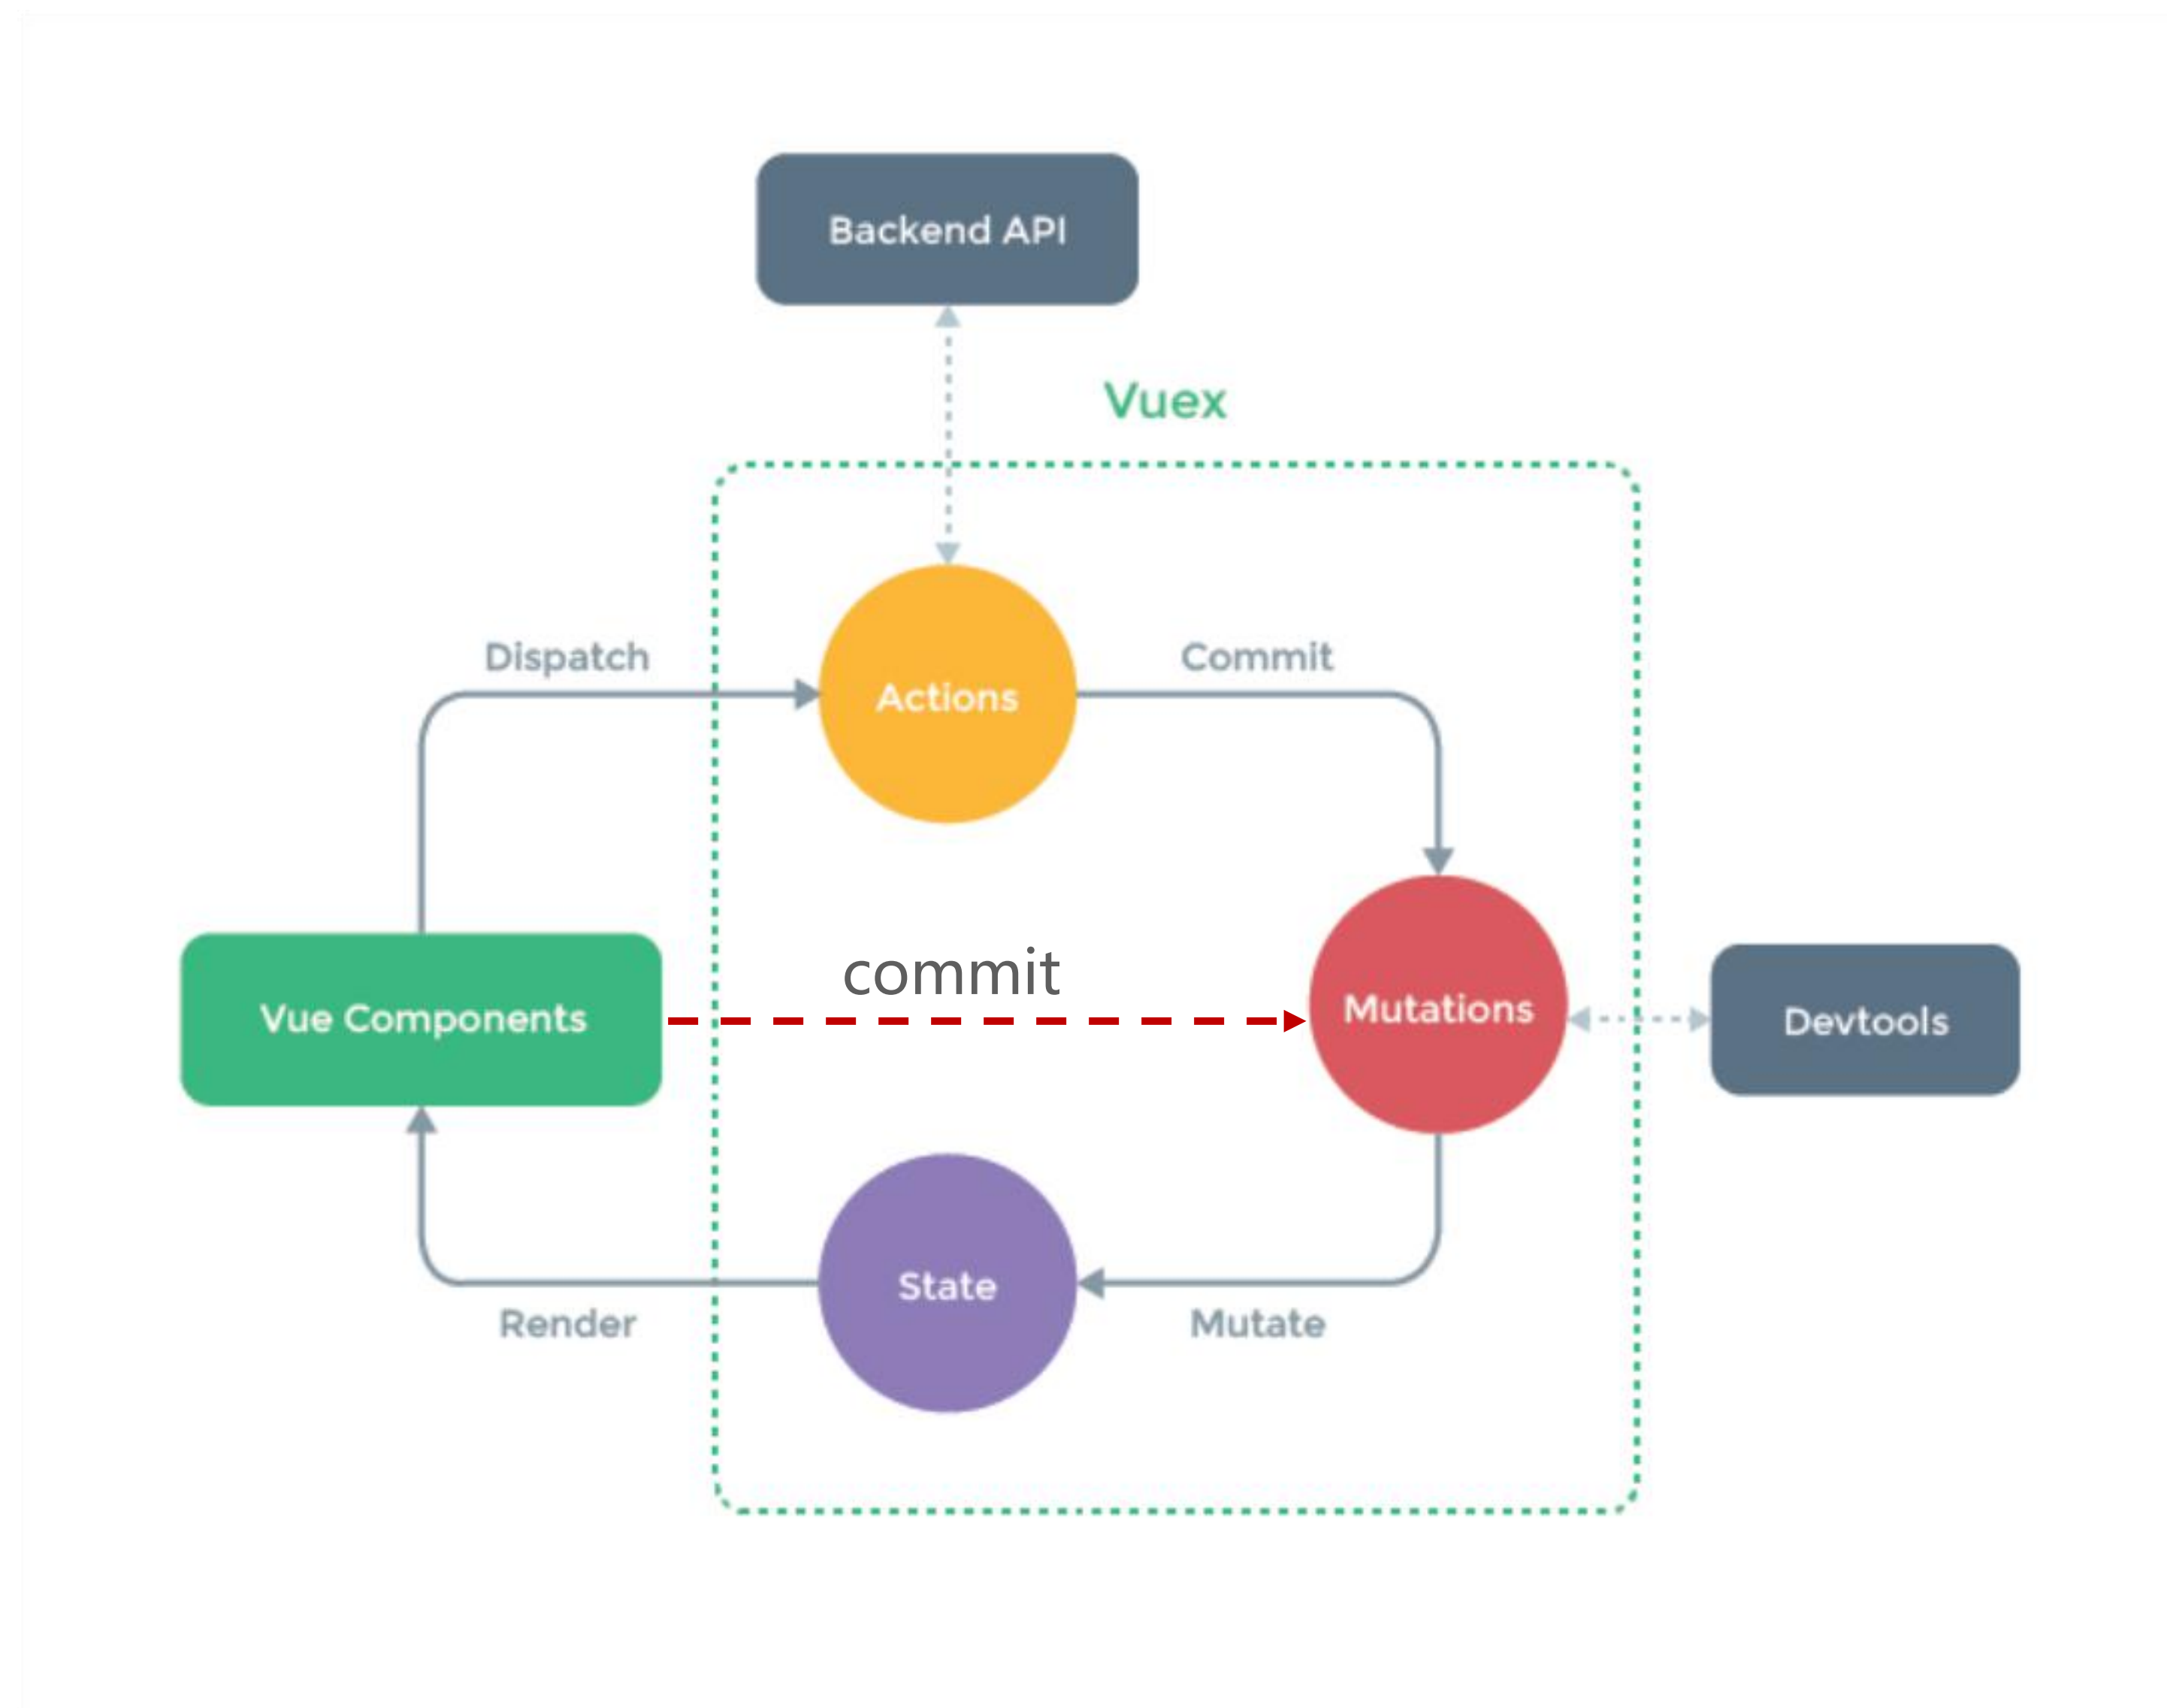 Backend API
Vuex
Dispatch
Commit
Actions
commit
Vue Components
Mutations
Devtools
State
Render
Mutate